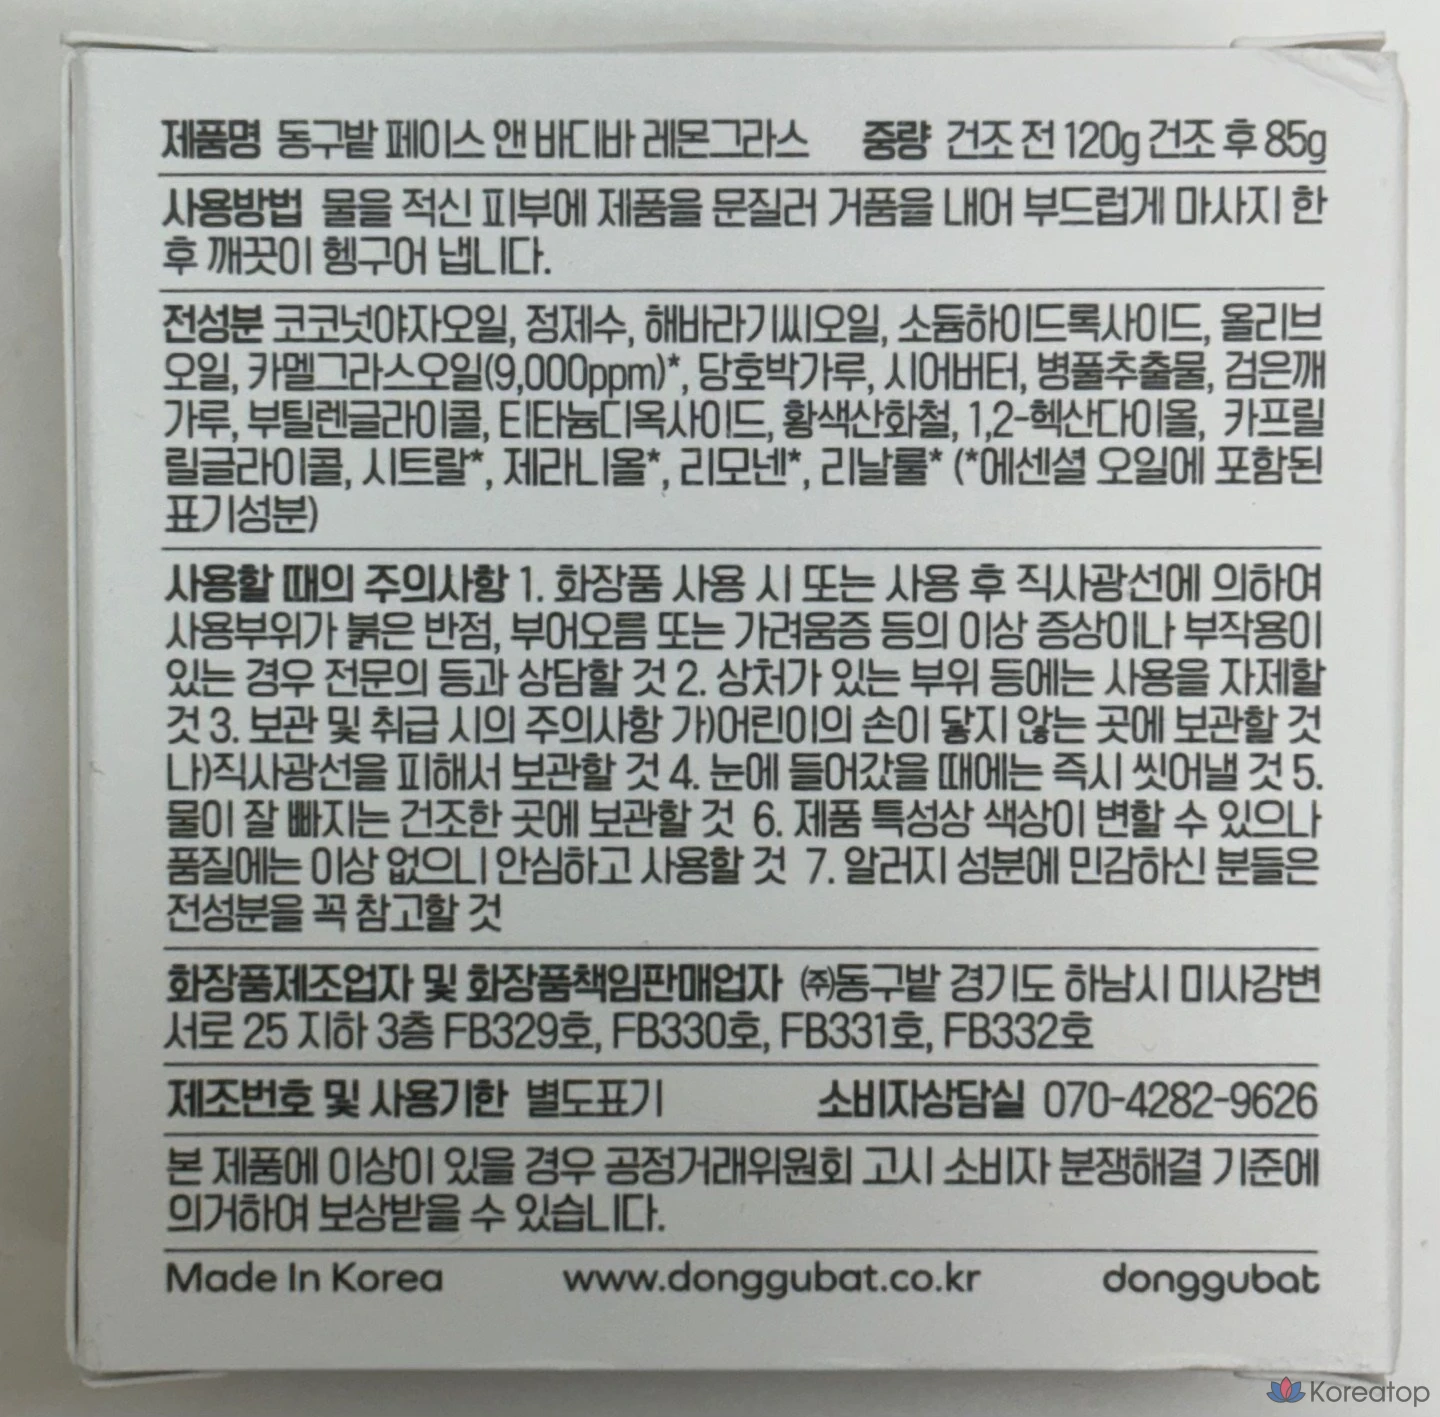 제품명 동구밭 페이스 앤 바디바 레몬그라스 중량 건조 전 120g 건조 후 85g
사용방법 물을 적신 피부에 제품을 문질러 거품을 내어 부드럽게 마사지 한
후 깨끗이 헹구어 냅니다.
전성분 코코넛야자오일, 정제수, 해바라기씨오일, 소듐하이드록사이드, 올리브
오일, 카멜그라스오일(9,000ppm)*, 당호박가루, 시어버터, 병풀추출물, 검은깨
가루, 부틸렌글라이콜, 티타늄디옥사이드, 황색산화철, 1,2-헥산다이올, 카프릴
릴글라이콜, 시트랄*, 제라니올*, 리모넨*, 리날룰* (*에센셜 오일에 포함된
표기성분)
사용할 때의 주의사항 1. 화장품 사용 시 또는 사용 후 직사광선에 의하여
사용부위가 붉은 반점, 부어오름 또는 가려움증 등의 이상 증상이나 부작용이
있는 경우 전문의 등과 상담할 것 2. 상처가 있는 부위 등에는 사용을 자제할
것 3. 보관 및 취급 시의 주의사항 가)어린이의 손이 닿지 않는 곳에 보관할 것
나)직사광선을 피해서 보관할 것 4. 눈에 들어갔을 때에는 즉시 씻어낼 것 5.
물이 잘 빠지는 건조한 곳에 보관할 것 6. 제품 특성상 색상이 변할 수 있으나
품질에는 이상 없으니 안심하고 사용할 것 7. 알러지 성분에 민감하신 분들은
전성분을 꼭 참고할 것
화장품제조업자 및 화장품책임판매업자 ㈜동구밭 경기도 하남시 미사강변
서로 25 지하 3층 FB329호, FB330호, FB331호, FB332호
제조번호 및 사용기한 별도표기 소비자상담실 070-4282-9626
본 제품에 이상이 있을 경우 공정거래위원회 고시 소비자 분쟁해결 기준에
의거하여 보상받을 수 있습니다.
Made In Korea www.donggubat.co.kr donggubat
Koreatop